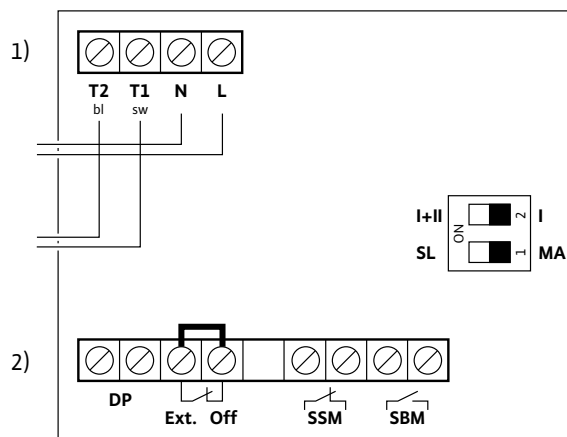 1)
T2 T1 N L
bl sw
I+II ON 2 I
SL 1 MA
2)
DP
Ext. Off SSM SBM